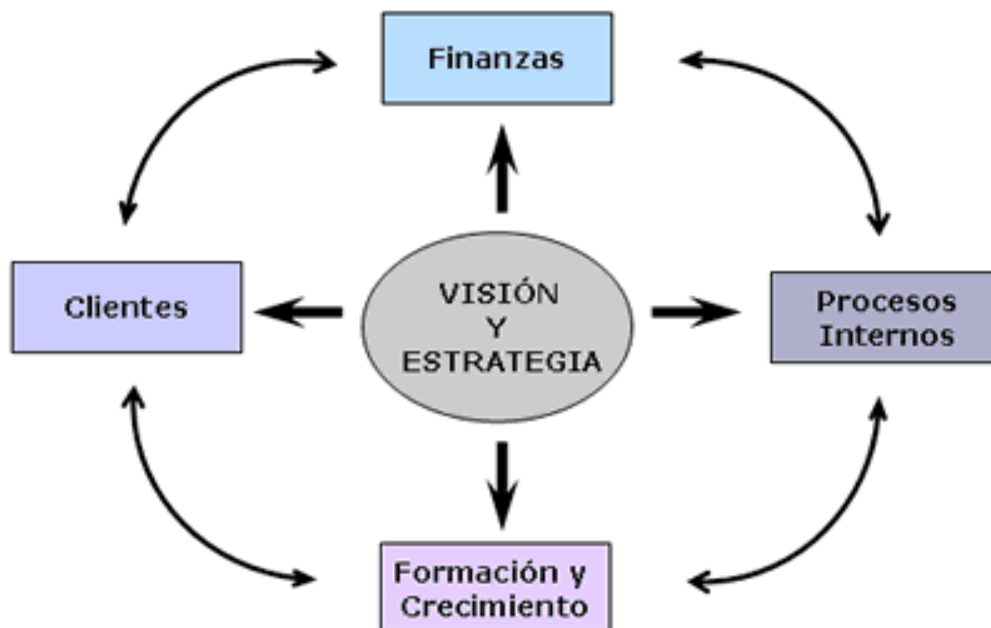 Finanzas
Clientes
VISIÓN
Y
ESTRATEGIA
Procesos
Internos
Formación y
Crecimiento